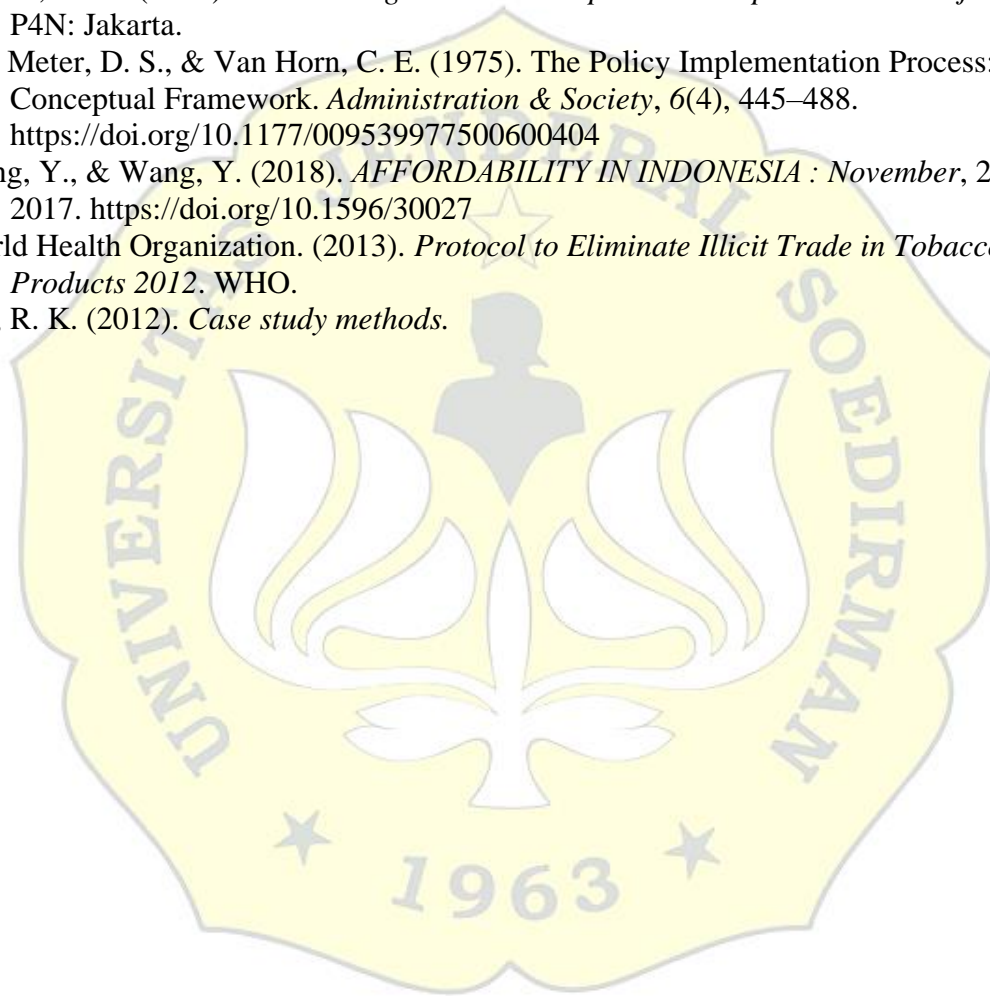 P4N: Jakarta.
Meter, D. S., & Van Horn, C. E. (1975). The Policy Implementation Process:
Conceptual Framework. Administration & Society, 6(4), 445–488.
https://doi.org/10.1177/009539977500600404
ng, Y., & Wang, Y. (2018). AFFORDABILITY IN INDONESIA : November, 2
2017. https://doi.org/10.1596/30027
rld Health Organization. (2013). Protocol to Eliminate Illicit Trade in Tobacco
Products 2012. WHO.
R. K. (2012). Case study methods.
UNIVERSITAS JENDERAL SOEDIRMAN
1963